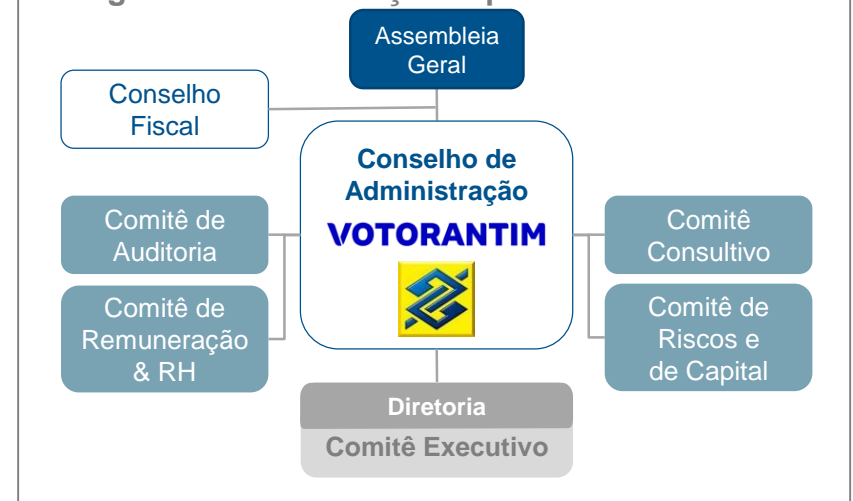 Assembleia
Geral
Conselho
Fiscal
Conselho de
Administração
VOTORANTIM
Comitê de
Auditoria
Comitê de
Remuneração
& RH
Comitê
Consultivo
Comitê de
Riscos e
de Capital
Diretoria
Comitê Executivo